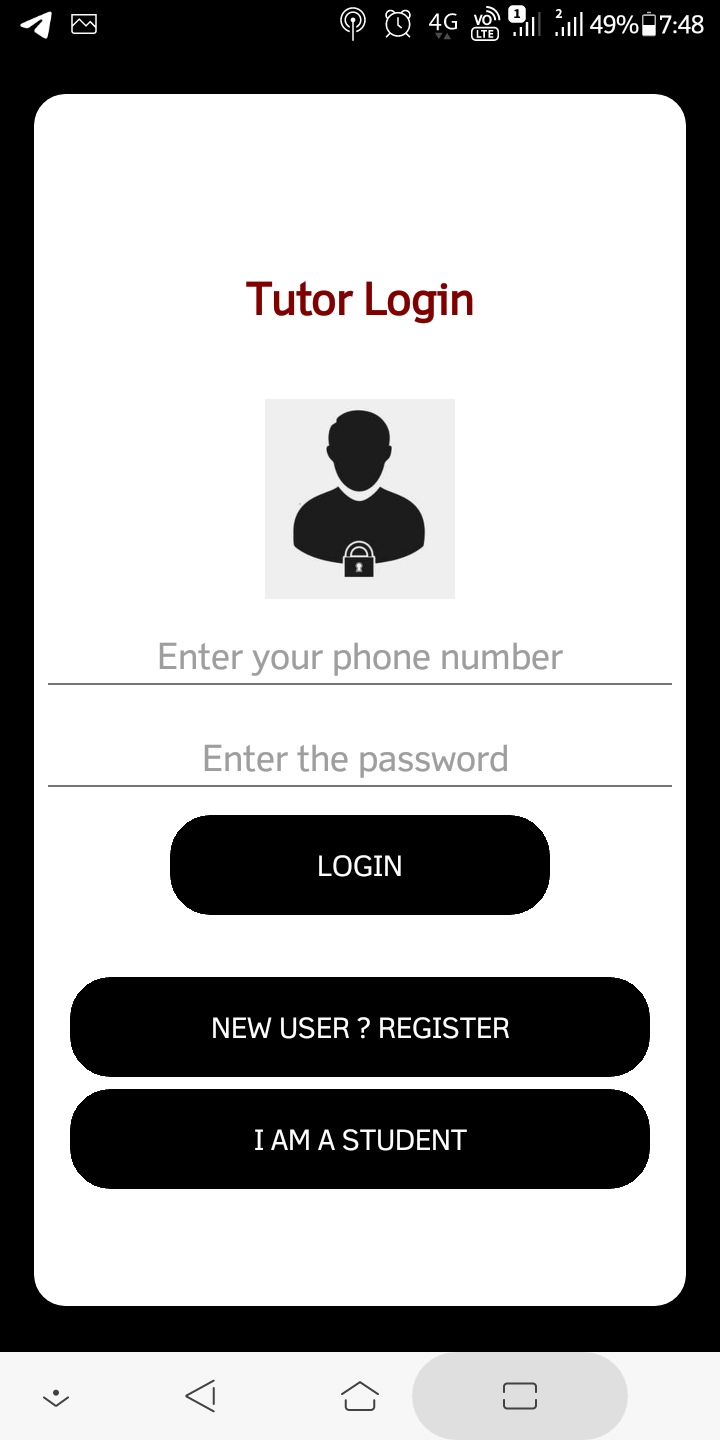 4G VO LTE 1 2 49% 7:48
Tutor Login
Enter your phone number
Enter the password
LOGIN
NEW USER ? REGISTER
I AM A STUDENT